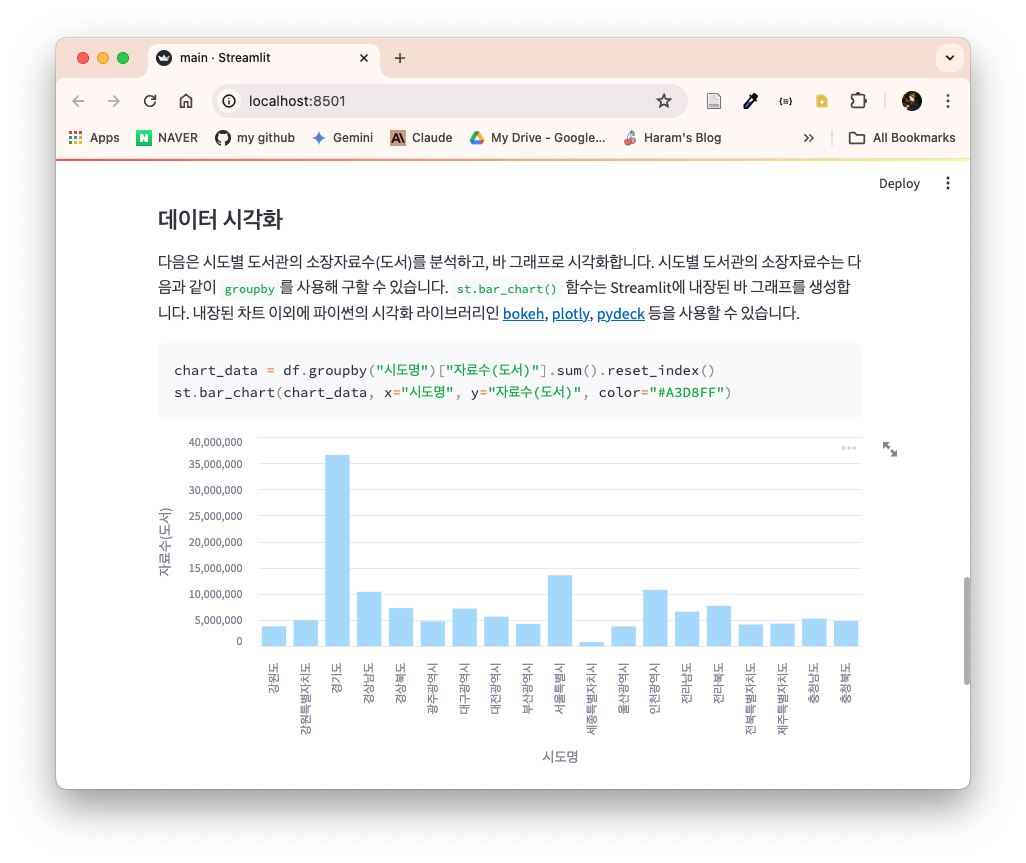 main · Streamlit
localhost:8501
Apps
NAVER
my github
Gemini
Claude
My Drive - Google...
Haram's Blog
All Bookmarks
Deploy
데이터 시각화
다음은 시도별 도서관의 소장자료수(도서)를 분석하고, 바 그래프로 시각화합니다. 시도별 도서관의 소장자료수는 다
음과 같이 groupby 를 사용해 구할 수 있습니다. st.bar_chart() 함수는 Streamlit에 내장된 바 그래프를 생성합
니다. 내장된 차트 이외에 파이썬의 시각화 라이브러리인 bokeh, plotly, pydeck 등을 사용할 수 있습니다.
chart_data = df.groupby("시도명")["자료수(도서)"].sum().reset_index()
st.bar_chart(chart_data, x="시도명", y="자료수(도서)", color="#A3D8FF")
40,000,000
35,000,000
30,000,000
25,000,000
20,000,000
15,000,000
10,000,000
5,000,000
0
자료수(도서)
강원도
강원특별자치도
경기도
경상남도
경상북도
광주광역시
대구광역시
대전광역시
부산광역시
서울특별시
세종특별자치시
울산광역시
인천광역시
전라남도
전라북도
전북특별자치도
제주특별자치도
충청남도
충청북도
시도명